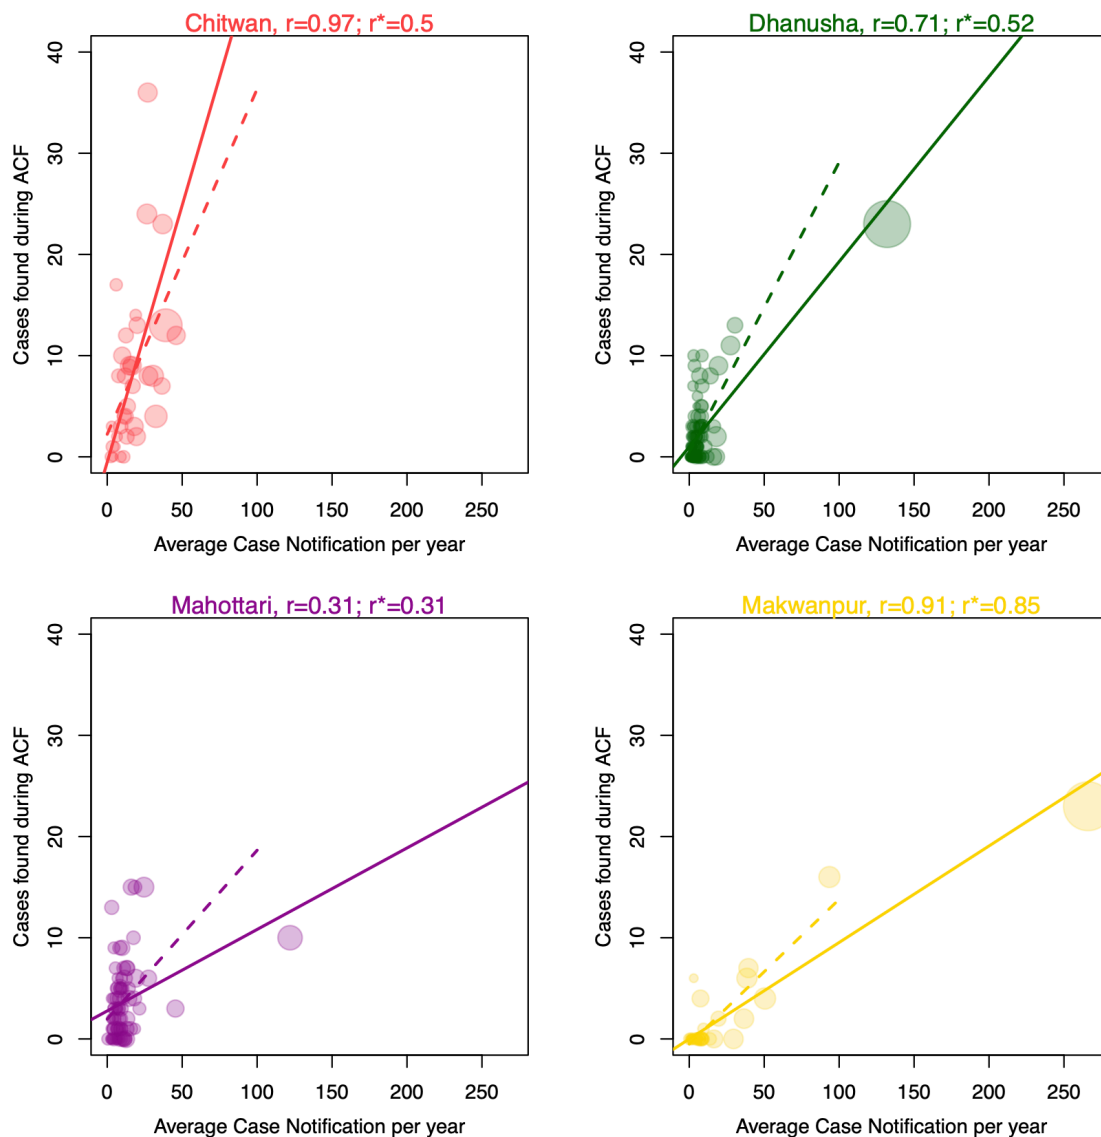 Chitwan, r=0.97; r*=0.5
Cases found during ACF
40
30
20
10
0
0 50 100 150 200 250
Average Case Notification per year
Dhanusha, r=0.71; r*=0.52
Cases found during ACF
40
30
20
10
0
0 50 100 150 200 250
Average Case Notification per year
Mahottari, r=0.31; r*=0.31
Cases found during ACF
40
30
20
10
0
0 50 100 150 200 250
Average Case Notification per year
Makwanpur, r=0.91; r*=0.85
Cases found during ACF
40
30
20
10
0
0 50 100 150 200 250
Average Case Notification per year